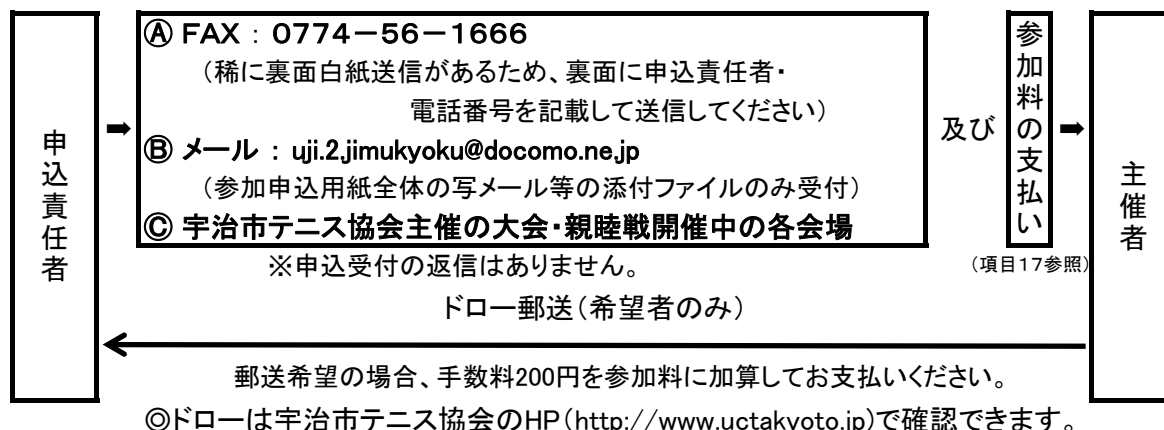 申込責任者
➡
Ⓐ FAX : 0774－56－1666
(稀に裏面白紙送信があるため、裏面に申込責任者・
電話番号を記載して送信してください)
Ⓑ メール : uji.2.jimukyoku@docomo.ne.jp
(参加申込用紙全体の写メール等の添付ファイルのみ受付)
Ⓒ 宇治市テニス協会主催の大会・親睦戦開催中の各会場
※申込受付の返信はありません。
及び
参加料の支払い
➡
(項目17参照)
主催者
ドロー郵送(希望者のみ)
郵送希望の場合、手数料200円を参加料に加算してお支払いください。
◎ドローは宇治市テニス協会のHP(http://www.uctakyoto.jp)で確認できます。